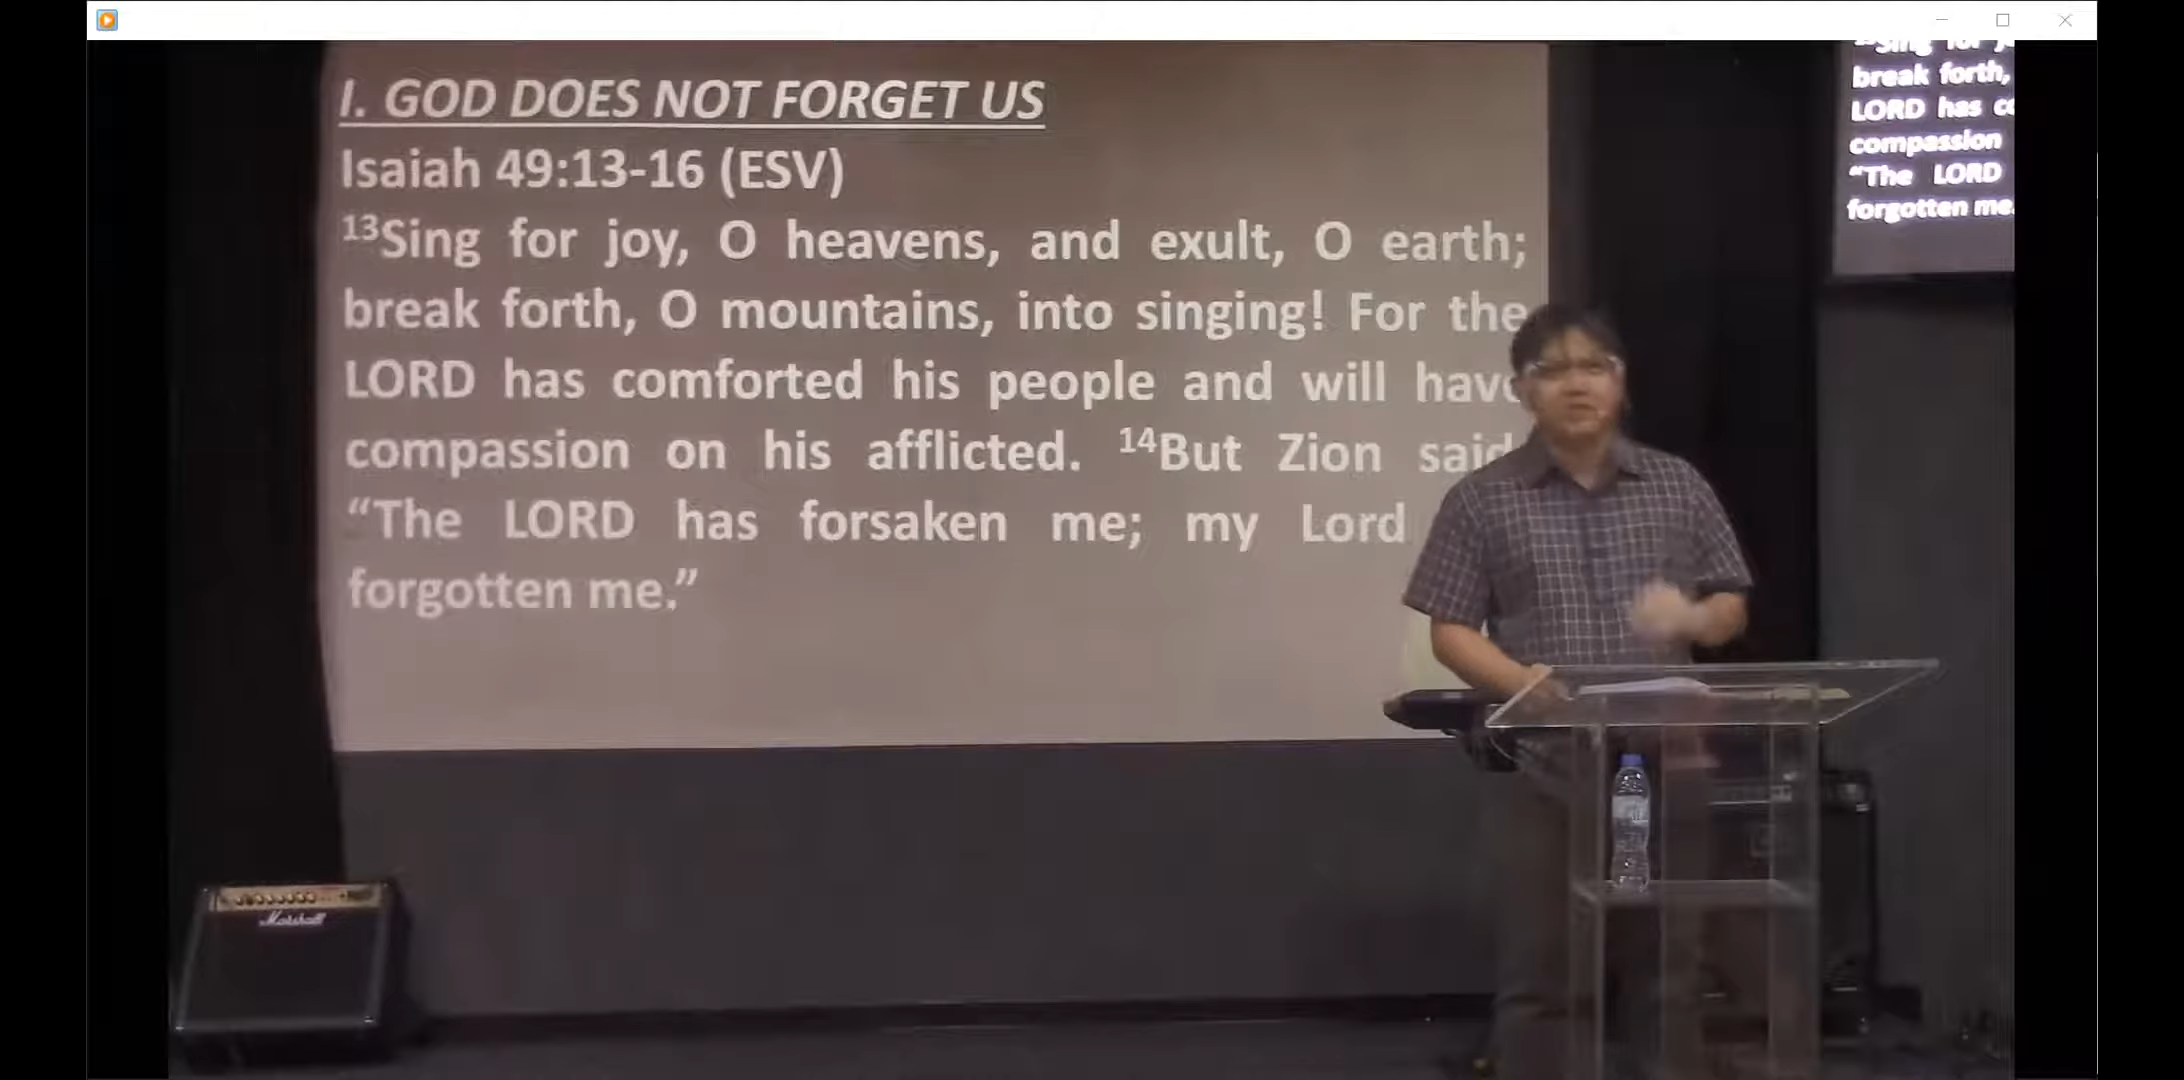 I. GOD DOES NOT FORGET US
Isaiah 49:13-16 (ESV)
13Sing for joy, O heavens, and exult, O earth;
break forth, O mountains, into singing! For the
LORD has comforted his people and will have
compassion on his afflicted. 14But Zion said
“The LORD has forsaken me; my Lord
forgotten me.”
Sing for
break forth,
LORD has
compassion
“The LORD
forgotten me
Marshall